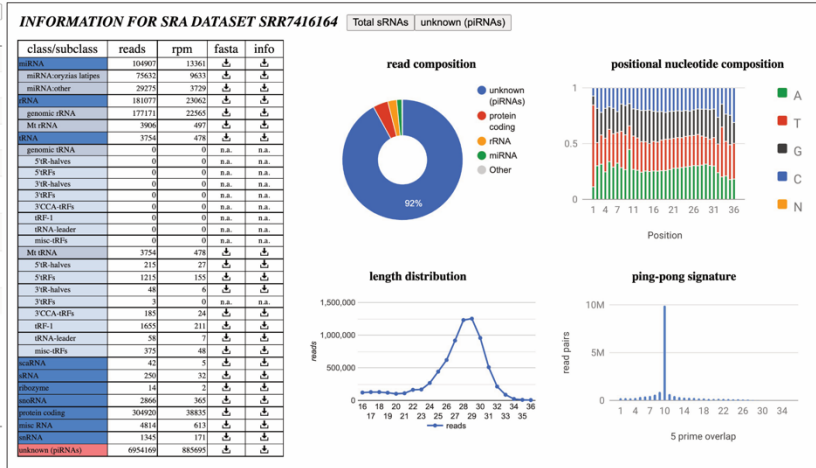 INFORMATION FOR SRA DATASET SRR7416164 Total sRNAs unknown (piRNAs)
class/subclass reads rpm fasta info
miRNA 104907 13361
miRNA:oryzias latipes 75632 9633
miRNA:other 29275 3729
rRNA 181077 23062
genomic rRNA 177171 22565
Mt rRNA 3906 497
tRNA 3754 478
genomic tRNA 0 0 n.a. n.a.
5'tR-halves 0 0 n.a. n.a.
5'tRFs 0 0 n.a. n.a.
3'tR-halves 0 0 n.a. n.a.
3'tRFs 0 0 n.a. n.a.
3'CCA-tRFs 0 0 n.a. n.a.
tRF-1 0 0 n.a. n.a.
tRNA-leader 0 0 n.a. n.a.
misc-tRFs 0 0 n.a. n.a.
Mt tRNA 3754 478
5'tR-halves 215 27
5'tRFs 1215 155
3'tR-halves 48 6
3'tRFs 3 0 n.a. n.a.
3'CCA-tRFs 185 24
tRF-1 1655 211
tRNA-leader 58 7
misc-tRFs 375 48
scaRNA 42 5
sRNA 250 32
ribozyme 14 2
snoRNA 2866 365
protein coding 304920 38835
misc RNA 4814 613
snRNA 1345 171
unknown (piRNAs) 6954169 885695
read composition
unknown
(piRNAs)
protein
coding
rRNA
miRNA
Other
92%
positional nucleotide composition
1
0.5
0
1 4 7 11 16 21 26 31 36
Position
A
T
G
C
N
length distribution
1,500,000
1,000,000
500,000
0
reads
16 18 20 22 24 26 28 30 32 34 36
17 19 21 23 25 27 29 31 33 35
reads
ping-pong signature
10M
5M
0
read pairs
1 4 7 10 14 18 22 26 30 34
5 prime overlap